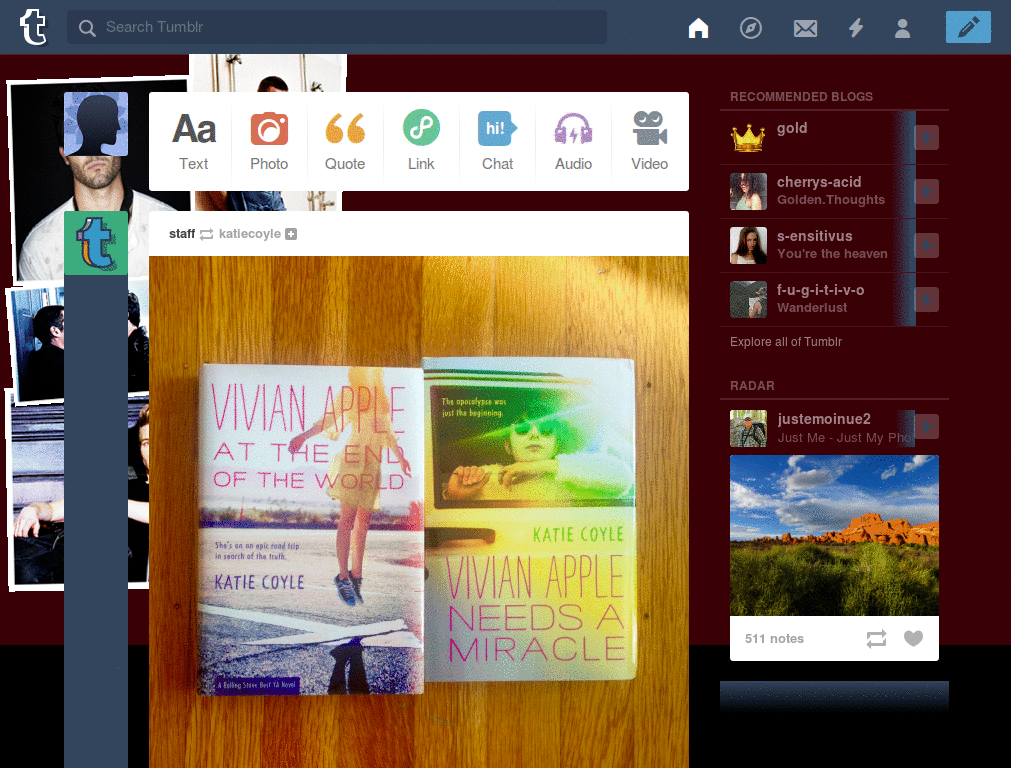 t
Search Tumblr
Aa
hi!
Text
Photo
Quote
Link
Chat
Audio
Video
t
staff katiecoyle
VIVIAN APPLE
AT THE END
OF THE WORLD
She's on an epic road trip
in search of the truth.
KATIE COYLE
A Rolling Stone Best YA Novel
The apocalypse was
just the beginning.
KATIE COYLE
VIVIAN APPLE
NEEDS A
MIRACLE
RECOMMENDED BLOGS
gold
cherrys-acid
Golden.Thoughts
s-ensitivus
You're the heaven
f-u-g-i-t-i-v-o
Wanderlust
Explore all of Tumblr
RADAR
justemoinue2
Just Me - Just My Pho
511 notes